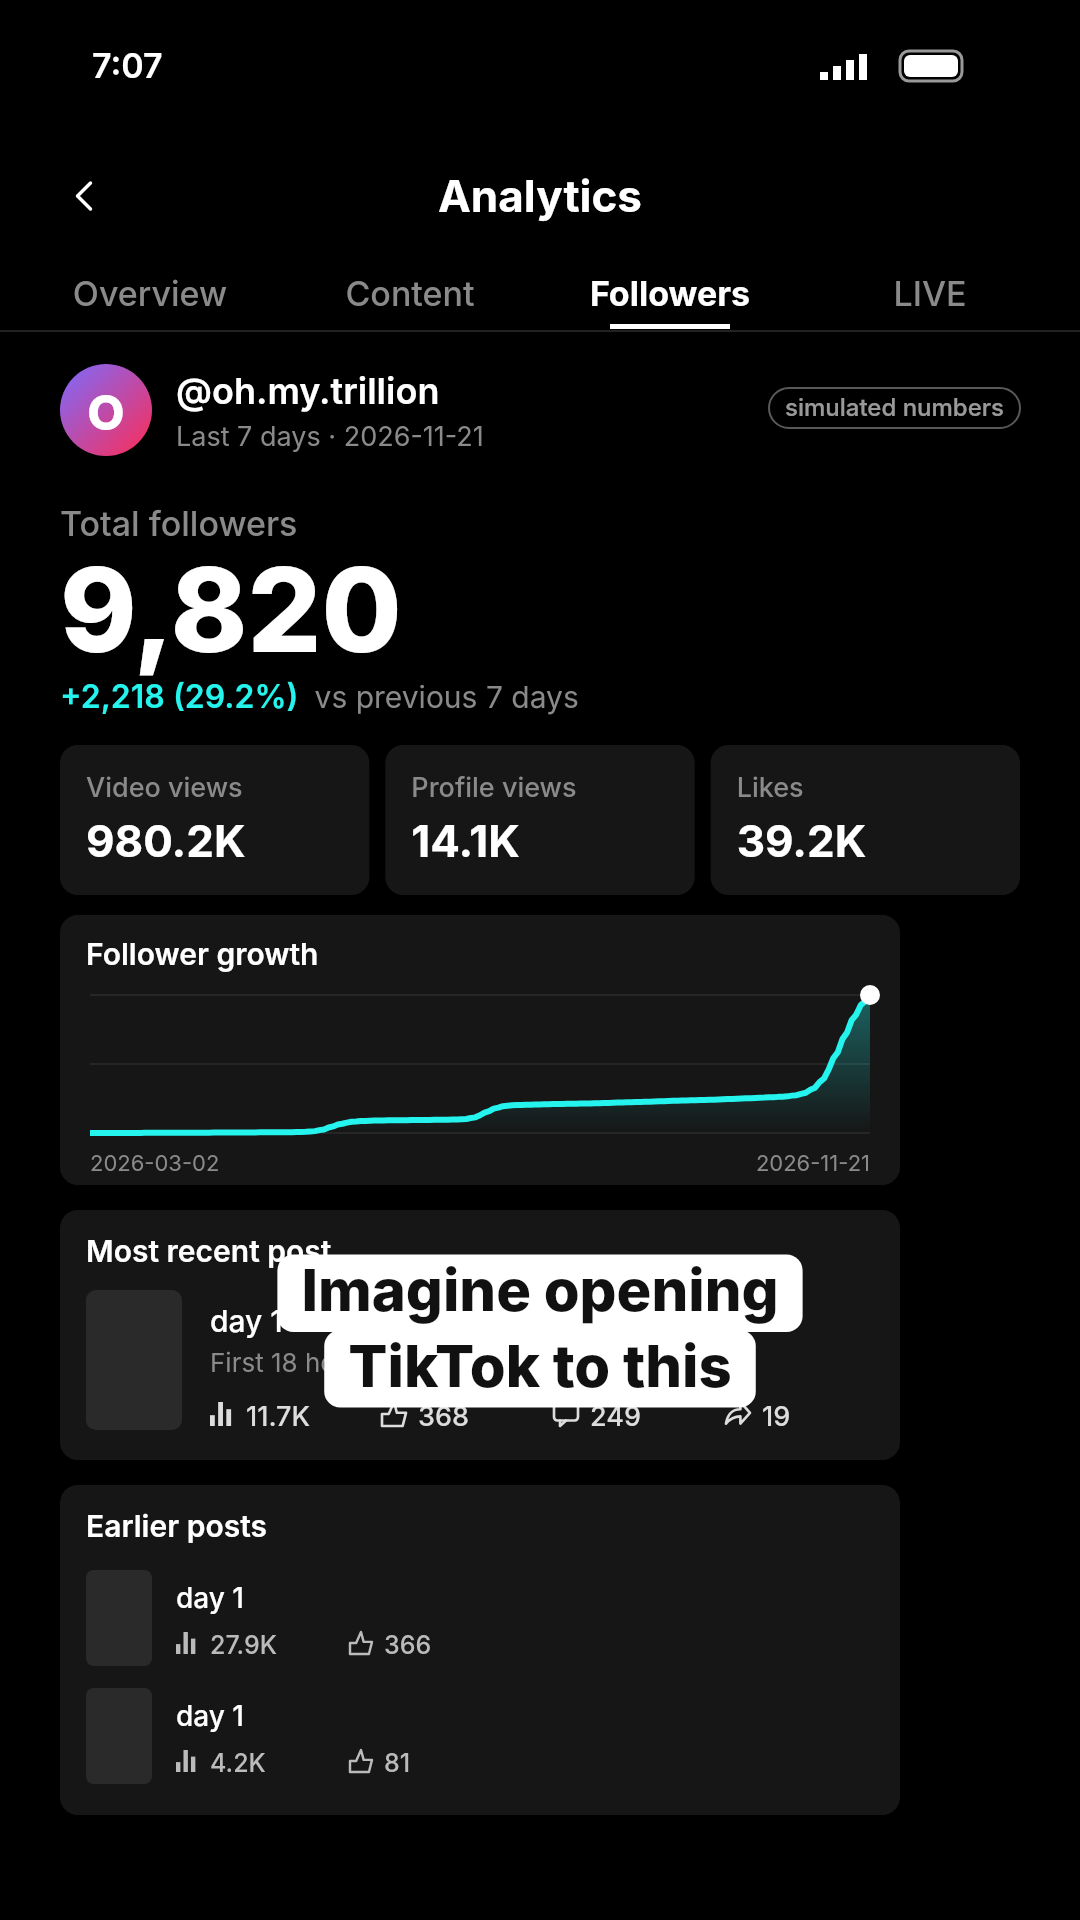 7:07
Analytics
Overview Content Followers LIVE
O
@oh.my.trillion
Last 7 days · 2026-11-21
simulated numbers
Total followers
9,820
+2,218 (29.2%) vs previous 7 days
Video views Profile views Likes
980.2K 14.1K 39.2K
Follower growth
2026-03-02 2026-11-21
Most recent post
Imagine opening
day 1
First 18
TikTok to this
11.7K 368 249 19
Earlier posts
day 1
27.9K 366
day 1
4.2K 81